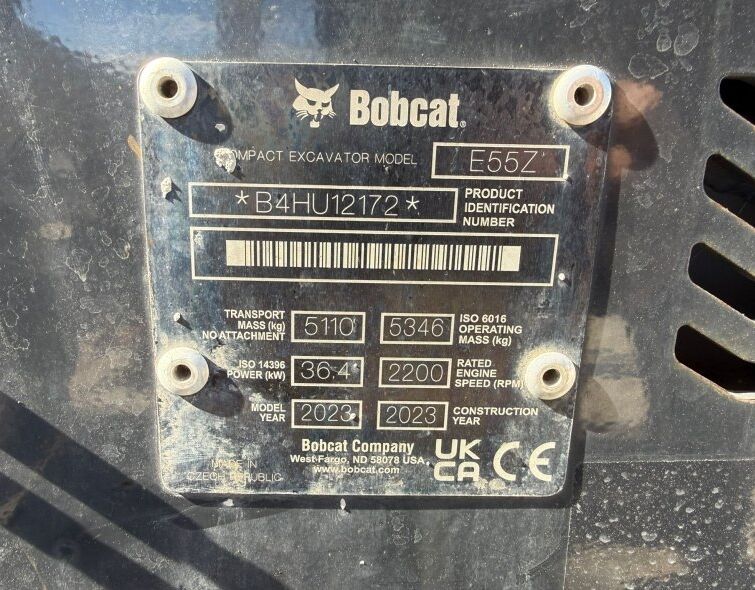 Bobcat®
COMPACT EXCAVATOR MODEL E55Z
*B4HU12172* PRODUCT IDENTIFICATION NUMBER
TRANSPORT MASS (kg) NO ATTACHMENT 5110 5346 ISO 6016 OPERATING MASS (kg)
ISO 14396 POWER (kW) 36.4 2200 RATED ENGINE SPEED (RPM)
MODEL YEAR 2023 2023 CONSTRUCTION YEAR
Bobcat Company
West Fargo, ND 58078 USA
www.bobcat.com
UK CA CE
MADE IN
CZECH REPUBLIC